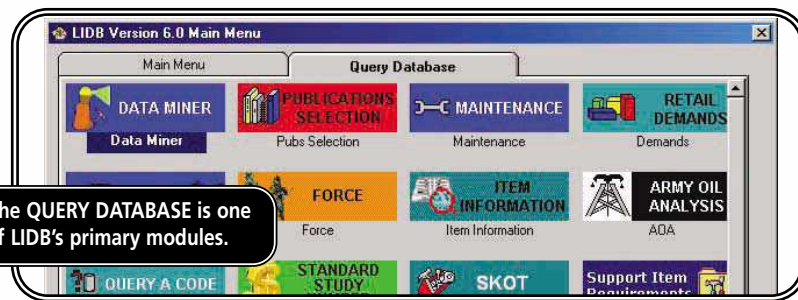 LIDB Version 6.0 Main Menu
Main Menu
Query Database
DATA MINER
PUBLICATIONS
SELECTION
MAINTENANCE
RETAIL
DEMANDS
Data Miner
Pubs Selection
Maintenance
Demands
FORCE
ITEM
INFORMATION
ARMY OIL
ANALYSIS
Force
Item Information
AOA
he QUERY DATABASE is one
f LIDB's primary modules.
QUERY A CODE
STANDARD
STUDY
SKOT
Support Item
Requirements